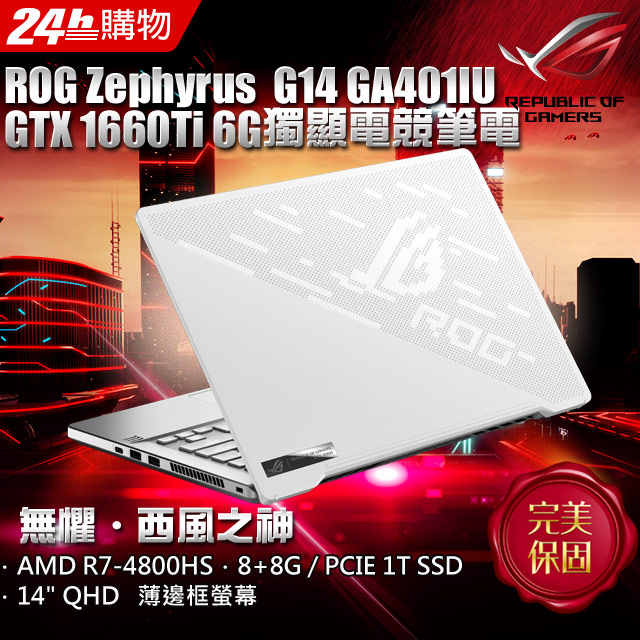 24h購物
ROG Zephyrus G14 GA401IU
GTX 1660Ti 6G獨顯電競筆電
REPUBLIC OF
GAMERS
ROG
無懼・西風之神
· AMD R7-4800HS · 8+8G / PCIE 1T SSD
· 14" QHD 薄邊框螢幕
完美
保固